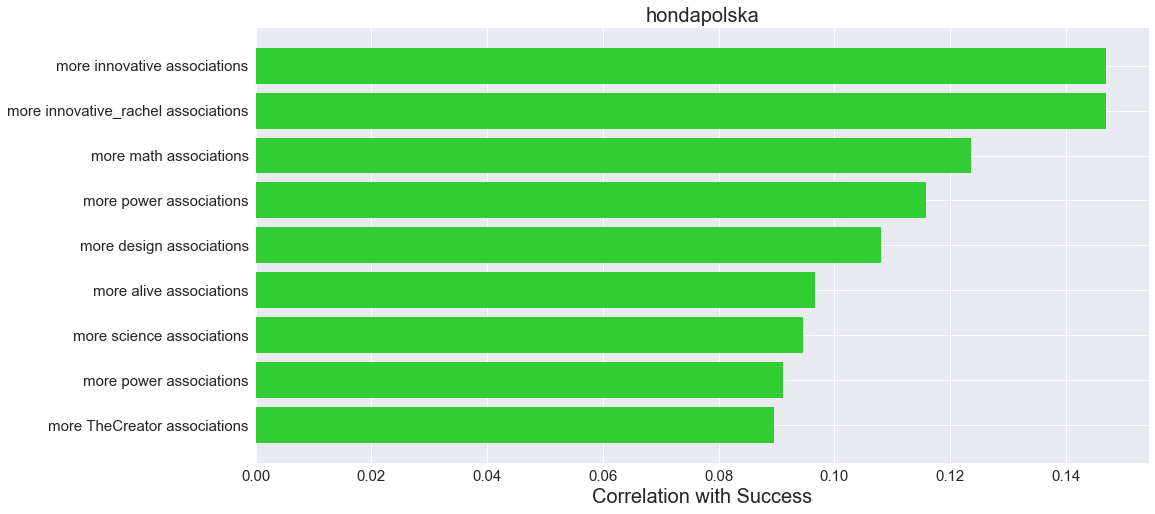 hondapolska
more innovative associations
more innovative_rachel associations
more math associations
more power associations
more design associations
more alive associations
more science associations
more power associations
more TheCreator associations
0.00 0.02 0.04 0.06 0.08 0.10 0.12 0.14
Correlation with Success